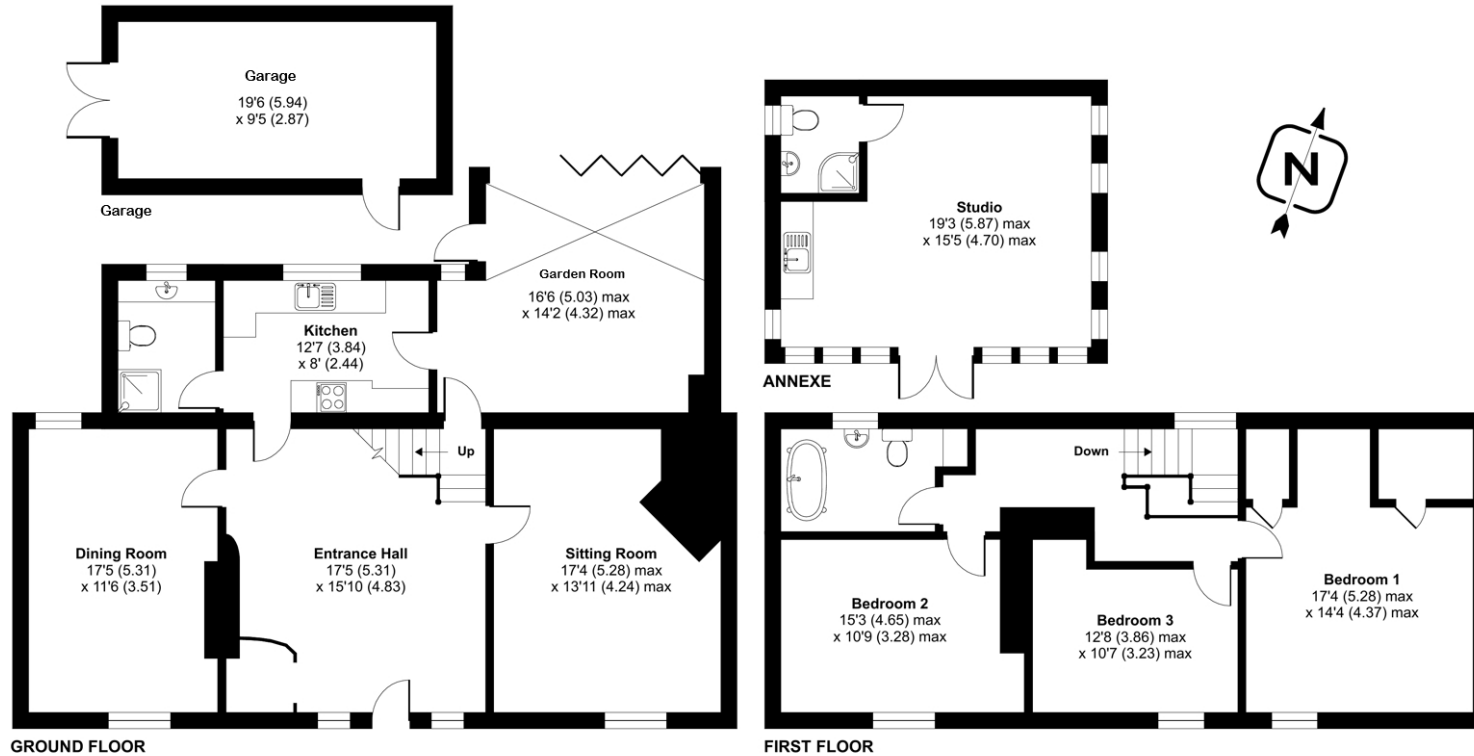 Garage
19'6 (5.94)
x 9'5 (2.87)
Garage
Garden Room
16'6 (5.03) max
x 14'2 (4.32) max
Kitchen
12'7 (3.84)
x 8' (2.44)
Up
Dining Room
17'5 (5.31)
x 11'6 (3.51)
Entrance Hall
17'5 (5.31)
x 15'10 (4.83)
Sitting Room
17'4 (5.28) max
x 13'11 (4.24) max
GROUND FLOOR
Studio
19'3 (5.87) max
x 15'5 (4.70) max
ANNEXE
N
Down
Bedroom 2
15'3 (4.65) max
x 10'9 (3.28) max
Bedroom 3
12'8 (3.86) max
x 10'7 (3.23) max
Bedroom 1
17'4 (5.28) max
x 14'4 (4.37) max
FIRST FLOOR